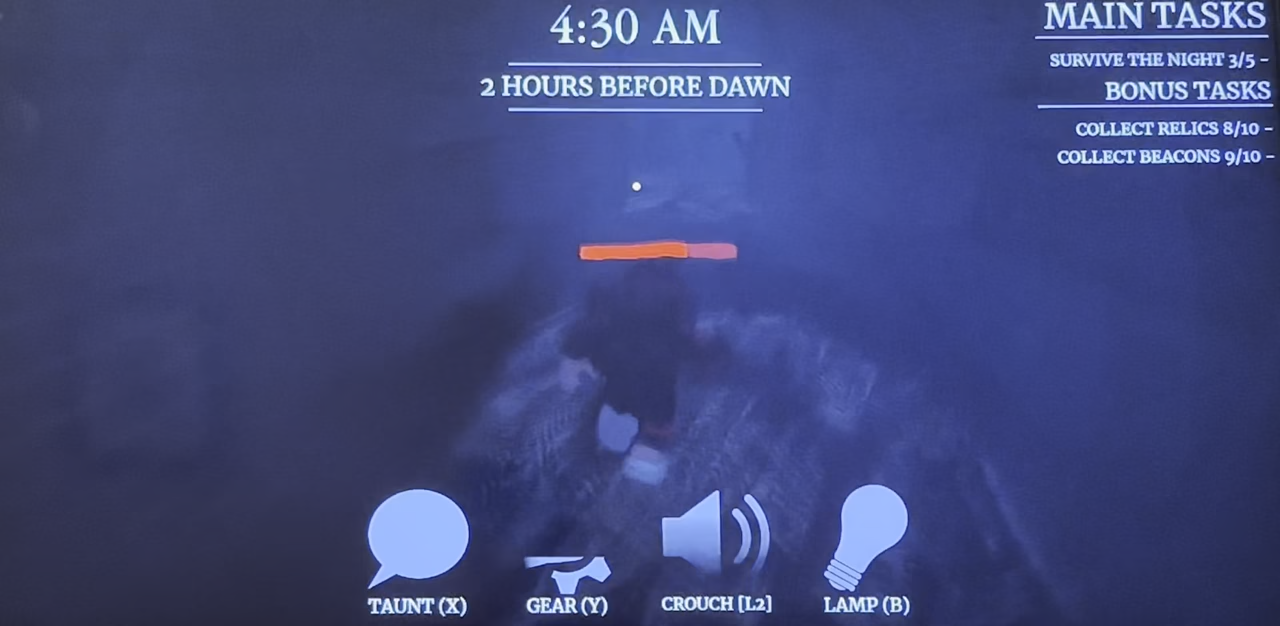 4:30 AM
2 HOURS BEFORE DAWN
MAIN TASKS
SURVIVE THE NIGHT 3/5 -
BONUS TASKS
COLLECT RELICS 8/10 -
COLLECT BEACONS 9/10 -
TAUNT (X)
GEAR (Y)
CROUCH [L2]
LAMP (B)